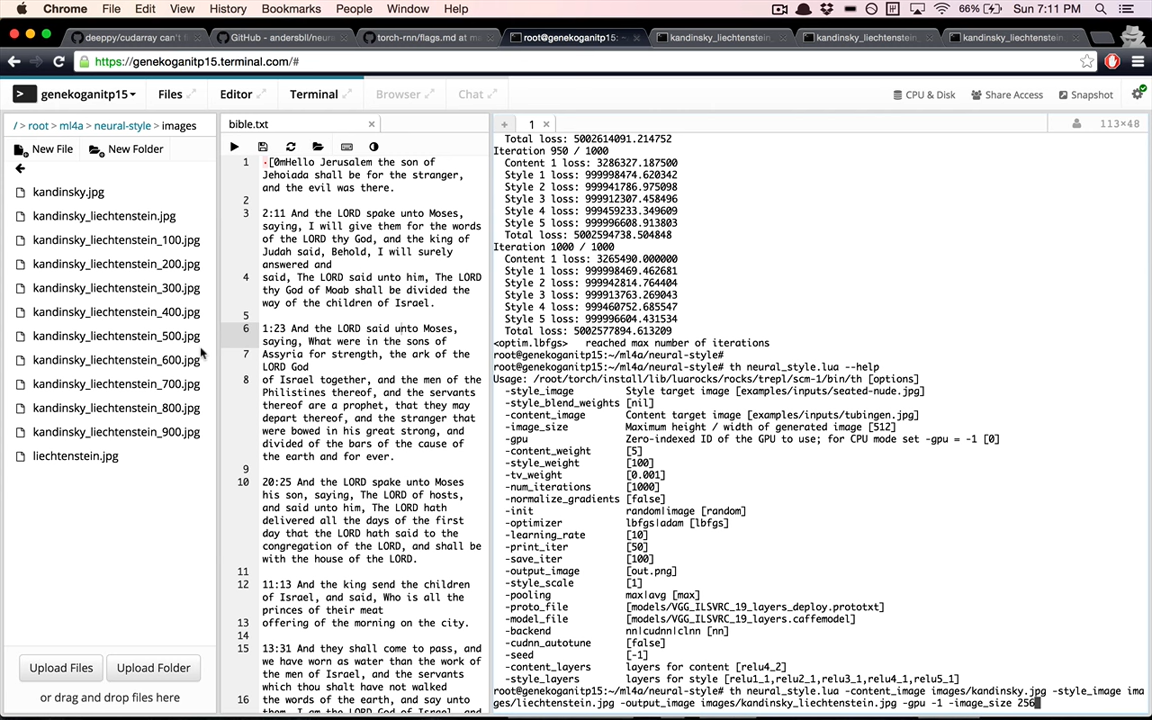 Chrome File Edit View History Bookmarks People Window Help 66% Sun 7:11 PM
deeppy/cudarray can't
GitHub - andersbll/neur
torch-rnn/flags.md at ma
root@genekoganitp15: ~
kandinsky_liechtenstein
kandinsky_liechtenstein_
kandinsky_liechtenstein
https://genekoganitp15.terminal.com/#
genekoganitp15 Files Editor Terminal Browser Chat CPU & Disk Share Access Snapshot
/ > root > ml4a > neural-style > images
New File New Folder
kandinsky.jpg
kandinsky_liechtenstein.jpg
kandinsky_liechtenstein_100.jpg
kandinsky_liechtenstein_200.jpg
kandinsky_liechtenstein_300.jpg
kandinsky_liechtenstein_400.jpg
kandinsky_liechtenstein_500.jpg
kandinsky_liechtenstein_600.jpg
kandinsky_liechtenstein_700.jpg
kandinsky_liechtenstein_800.jpg
kandinsky_liechtenstein_900.jpg
liechtenstein.jpg
Upload Files Upload Folder
or drag and drop files here
bible.txt
1 ·[0mHello Jerusalem the son of
Jehoiada shall be for the stranger,
and the evil was there.
2
3 2:11 And the LORD spake unto Moses,
saying, I will give them for the words
of the LORD thy God, and the king of
Judah said, Behold, I will surely
answered and
4 said, The LORD said unto him, The LORD
thy God of Moab shall be divided the
way of the children of Israel.
5
6 1:23 And the LORD said unto Moses,
saying, What were in the sons of
7 Assyria for strength, the ark of the
LORD God
8 of Israel together, and the men of the
Philistines thereof, and the servants
thereof are a prophet, that they may
depart thereof, and the stranger that
were bowed in his great strong, and
divided of the bars of the cause of
the earth and for ever.
9
10 20:25 And the LORD spake unto Moses
his son, saying, The LORD of hosts,
and said unto him, The LORD hath
delivered all the days of the first
day that the LORD hath said to the
congregation of the LORD, and shall be
with the house of the LORD.
11
12 11:13 And the king send the children
of Israel, and said, Who is all the
princes of their meat
13 offering of the morning on the city.
14
15 13:31 And they shall come to pass, and
we have worn as water than the work of
the men of Israel, and the servants
which thou shalt have not walked
16 the words of the earth, and say unto
them, I am the LORD God of Israel, and
1 113×48
Total loss: 5002614091.214752
Iteration 950 / 1000
Content 1 loss: 3286327.187500
Style 1 loss: 999998474.620342
Style 2 loss: 999941786.975098
Style 3 loss: 999912307.458496
Style 4 loss: 999459233.349609
Style 5 loss: 999996608.913803
Total loss: 5002594738.504848
Iteration 1000 / 1000
Content 1 loss: 3265490.000000
Style 1 loss: 999998469.462681
Style 2 loss: 999942814.764404
Style 3 loss: 999913763.269043
Style 4 loss: 999460752.685547
Style 5 loss: 999996604.431534
Total loss: 5002577894.613209
<optim.lbfgs> reached max number of iterations
root@genekoganitp15:~/ml4a/neural-style#
root@genekoganitp15:~/ml4a/neural-style# th neural_style.lua --help
Usage: /root/torch/install/lib/luarocks/rocks/trepl/scm-1/bin/th [options]
-style_image Style target image [examples/inputs/seated-nude.jpg]
-style_blend_weights [nil]
-content_image Content target image [examples/inputs/tubingen.jpg]
-image_size Maximum height / width of generated image [512]
-gpu Zero-indexed ID of the GPU to use; for CPU mode set -gpu = -1 [0]
-content_weight [5]
-style_weight [100]
-tv_weight [0.001]
-num_iterations [1000]
-normalize_gradients [false]
-init random|image [random]
-optimizer lbfgs|adam [lbfgs]
-learning_rate [10]
-print_iter [50]
-save_iter [100]
-output_image [out.png]
-style_scale [1]
-pooling max|avg [max]
-proto_file [models/VGG_ILSVRC_19_layers_deploy.prototxt]
-model_file [models/VGG_ILSVRC_19_layers.caffemodel]
-backend nn|cudnn|clnn [nn]
-cudnn_autotune [false]
-seed [-1]
-content_layers layers for content [relu4_2]
-style_layers layers for style [relu1_1,relu2_1,relu3_1,relu4_1,relu5_1]
root@genekoganitp15:~/ml4a/neural-style# th neural_style.lua -content_image images/kandinsky.jpg -style_image ima
ges/liechtenstein.jpg -output_image images/kandinsky_liechtenstein.jpg -gpu -1 -image_size 256